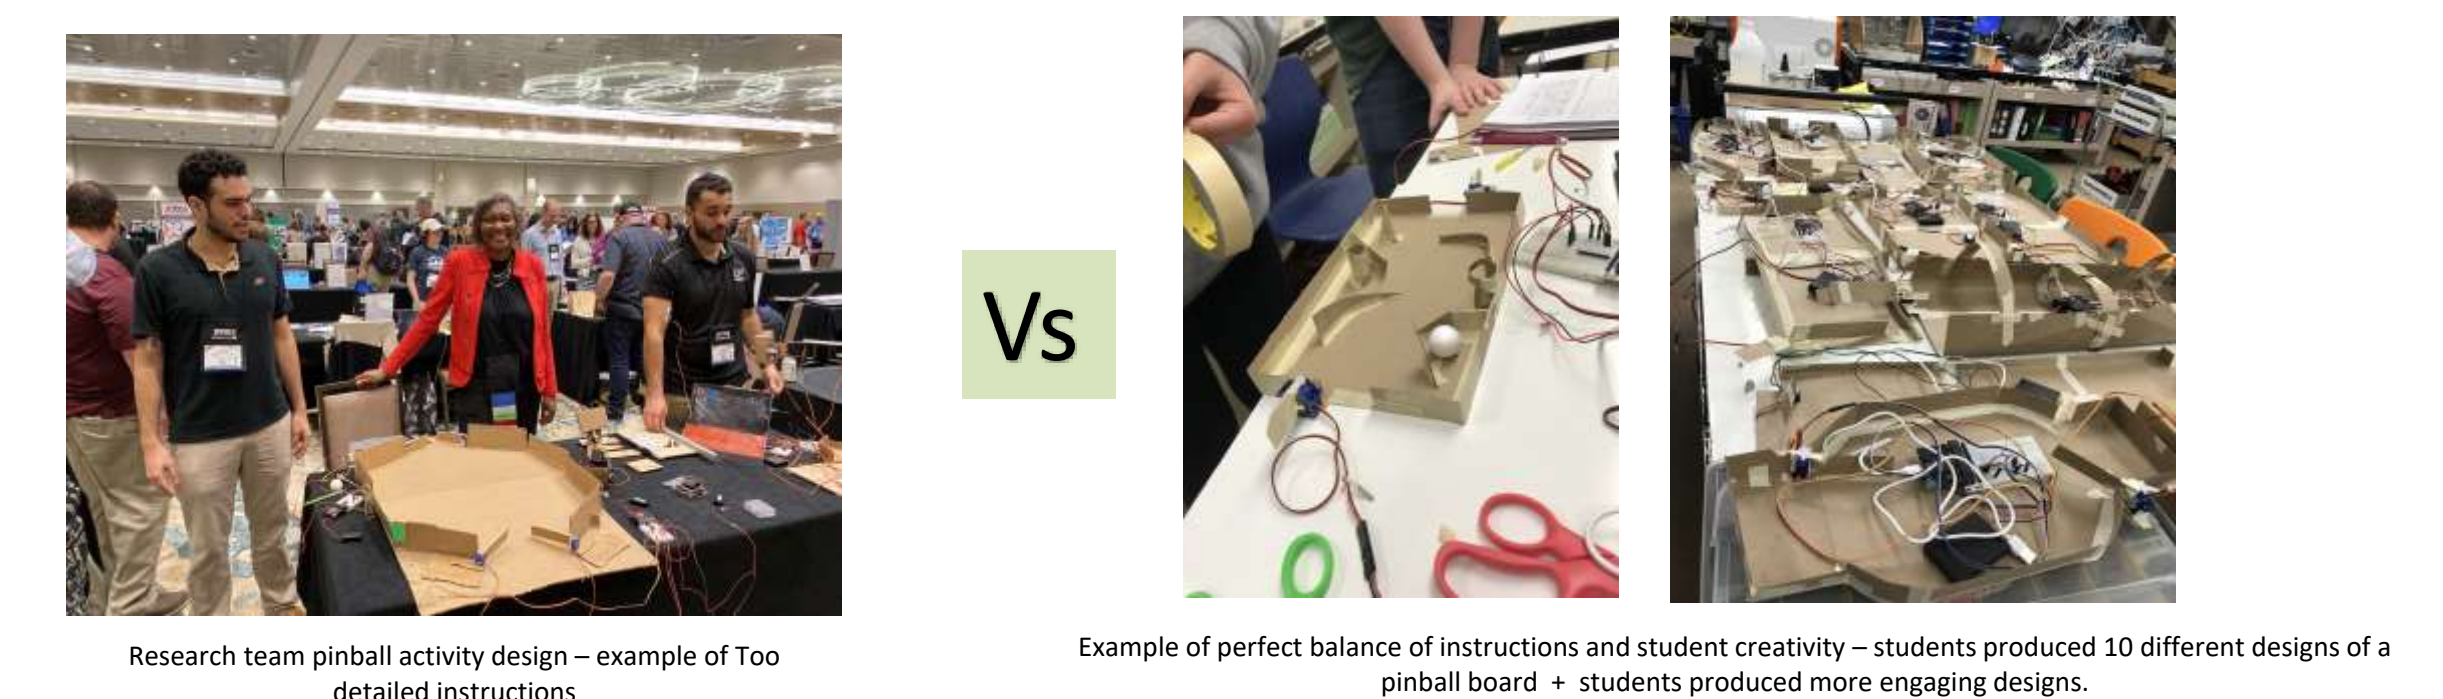 Vs
Research team pinball activity design – example of Too
detailed instructions
Example of perfect balance of instructions and student creativity – students produced 10 different designs of a
pinball board + students produced more engaging designs.